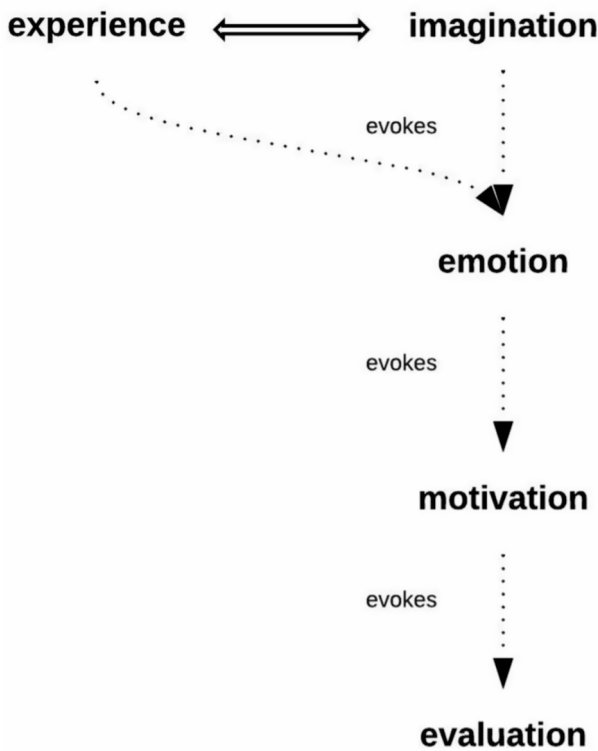 experience
imagination
evokes
emotion
evokes
motivation
evokes
evaluation